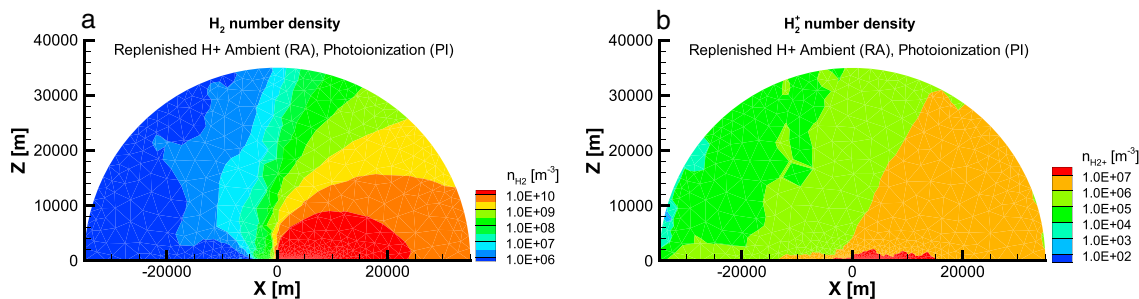 a
H2 number density
Replenished H+ Ambient (RA), Photoionization (PI)
40000
30000
20000
10000
0
Z [m]
-20000
0
20000
X [m]
nH2 [m-3]
1.0E+10
1.0E+09
1.0E+08
1.0E+07
1.0E+06
b
H2+ number density
Replenished H+ Ambient (RA), Photoionization (PI)
40000
30000
20000
10000
0
Z [m]
-20000
0
20000
X [m]
nH2+ [m-3]
1.0E+07
1.0E+06
1.0E+05
1.0E+04
1.0E+03
1.0E+02